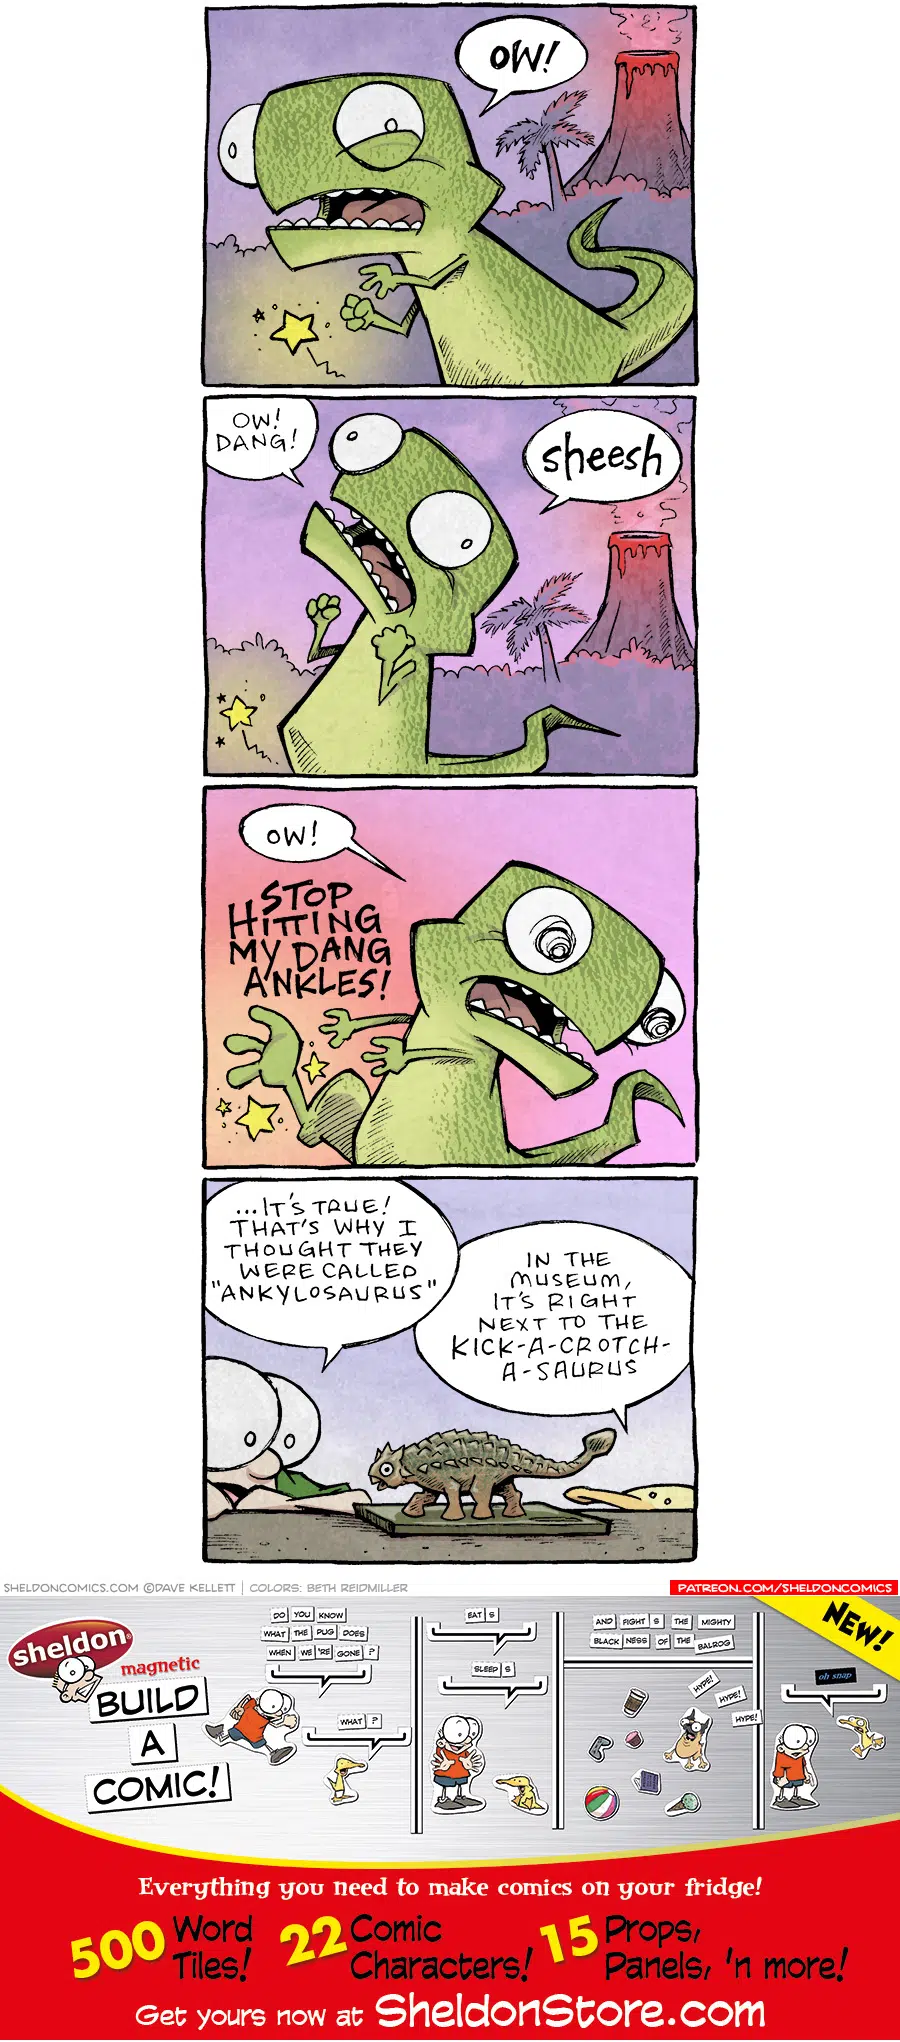 OW!
OW!
DANG!
sheesh
OW!
STOP
HITTING
MY DANG
ANKLES!
...IT'S TRUE!
THAT'S WHY I
THOUGHT THEY
WERE CALLED
"ANKYLOSAURUS"
IN THE
MUSEUM,
IT'S RIGHT
NEXT TO THE
KICK-A-CROTCH-
A-SAURUS
SHELDONCOMICS.COM ©DAVE KELLETT | COLORS: BETH REIDMILLER
PATREON.COM/SHELDONCOMICS
sheldon®
magnetic
BUILD
A
COMIC!
DO YOU KNOW
WHAT THE PUG DOES
WHEN WE 'RE GONE ?
WHAT ?
EAT S
SLEEP S
AND FIGHT S THE MIGHTY
BLACK NESS OF THE BALROG
HYPE!
HYPE!
HYPE!
NEW!
oh snap
Everything you need to make comics on your fridge!
500 Word Tiles!
22 Comic Characters!
15 Props, Panels, 'n more!
Get yours now at SheldonStore.com